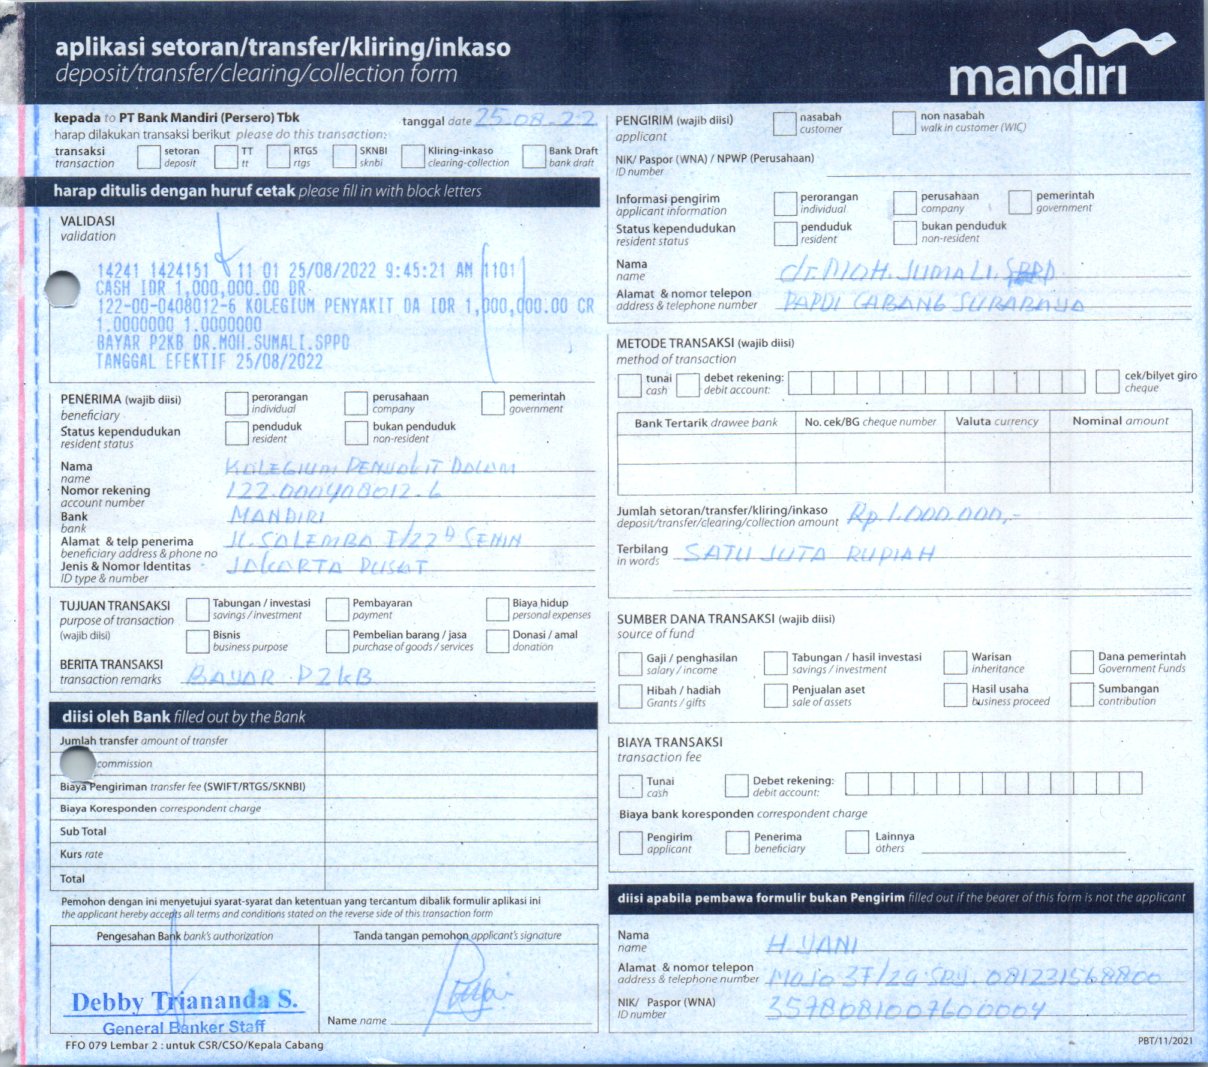 aplikasi setoran/transfer/kliring/inkaso
deposit/transfer/clearing/collection form
mandiri
kepada to PT Bank Mandiri (Persero) Tbk
tanggal date 25-08-22
harap dilakukan transaksi berikut please do this transaction:
transaksi transaction
setoran deposit
TT tt
RTGS rtgs
SKNBI sknbi
Kliring-inkaso clearing-collection
Bank Draft bank draft
harap ditulis dengan huruf cetak please fill in with block letters
VALIDASI
validation
14241 1424151 11 01 25/08/2022 9:45:21 AM 1101
CASH IDR 1,000,000.00 DR
122-00-0408012-6 KOLEGIUM PENYAKIT DA IDR 1,000,000.00 CR
1.0000000 1.0000000
BAYAR P2KB DR.MOH.SUMALI.SPPD
TANGGAL EFEKTIF 25/08/2022
PENERIMA (wajib diisi)
beneficiary
perorangan individual
perusahaan company
pemerintah government
Status kependudukan
resident status
penduduk resident
bukan penduduk non-resident
Nama KOLEGIUM PENYAKIT DALAM
name
Nomor rekening 122.000408012.6
account number
Bank MANDIRI
bank
Alamat & telp penerima JL. SALEMBA I/22 D SENEN
beneficiary address & phone no
Jenis & Nomor Identitas JAKARTA PUSAT
ID type & number
TUJUAN TRANSAKSI
purpose of transaction
(wajib diisi)
Tabungan / investasi savings / investment
Pembayaran payment
Biaya hidup personal expenses
Bisnis business purpose
Pembelian barang / jasa purchase of goods / services
Donasi / amal donation
BERITA TRANSAKSI
transaction remarks BAYAR P2KB
diisi oleh Bank filled out by the Bank
Jumlah transfer amount of transfer
commission
Biaya Pengiriman transfer fee (SWIFT/RTGS/SKNBI)
Biaya Koresponden correspondent charge
Sub Total
Kurs rate
Total
Pemohon dengan ini menyetujui syarat-syarat dan ketentuan yang tercantum dibalik formulir aplikasi ini
the applicant hereby accepts all terms and conditions stated on the reverse side of this transaction form
Pengesahan Bank bank's authorization
Tanda tangan pemohon applicant's signature
Debby Triananda S.
General Banker Staff
Name name
FFO 079 Lembar 2 : untuk CSR/CSO/Kepala Cabang
PENGIRIM (wajib diisi)
applicant
nasabah customer
non nasabah walk in customer (WIC)
NIK/ Paspor (WNA) / NPWP (Perusahaan)
ID number
Informasi pengirim
applicant information
perorangan individual
perusahaan company
pemerintah government
Status kependudukan
resident status
penduduk resident
bukan penduduk non-resident
Nama dr MOH. JUMALI. SPPD
name
Alamat & nomor telepon PAPDI CABANG SURABAYA
address & telephone number
METODE TRANSAKSI (wajib diisi)
method of transaction
tunai cash
debet rekening: debit account:
cek/bilyet giro cheque
Bank Tertarik drawee bank
No. cek/BG cheque number
Valuta currency
Nominal amount
Jumlah setoran/transfer/kliring/inkaso Rp 1.000.000,-
deposit/transfer/clearing/collection amount
Terbilang SATU JUTA RUPIAH
in words
SUMBER DANA TRANSAKSI (wajib diisi)
source of fund
Gaji / penghasilan salary / income
Tabungan / hasil investasi savings / investment
Warisan inheritance
Dana pemerintah Government Funds
Hibah / hadiah Grants / gifts
Penjualan aset sale of assets
Hasil usaha business proceed
Sumbangan contribution
BIAYA TRANSAKSI
transaction fee
Tunai cash
Debet rekening: debit account:
Biaya bank koresponden correspondent charge
Pengirim applicant
Penerima beneficiary
Lainnya others
diisi apabila pembawa formulir bukan Pengirim filled out if the bearer of this form is not the applicant
Nama H. YANI
name
Alamat & nomor telepon MOJO 3F/29 SBY. 081231568800
address & telephone number
NIK/ Paspor (WNA) 3578081007600004
ID number
PBT/11/2021